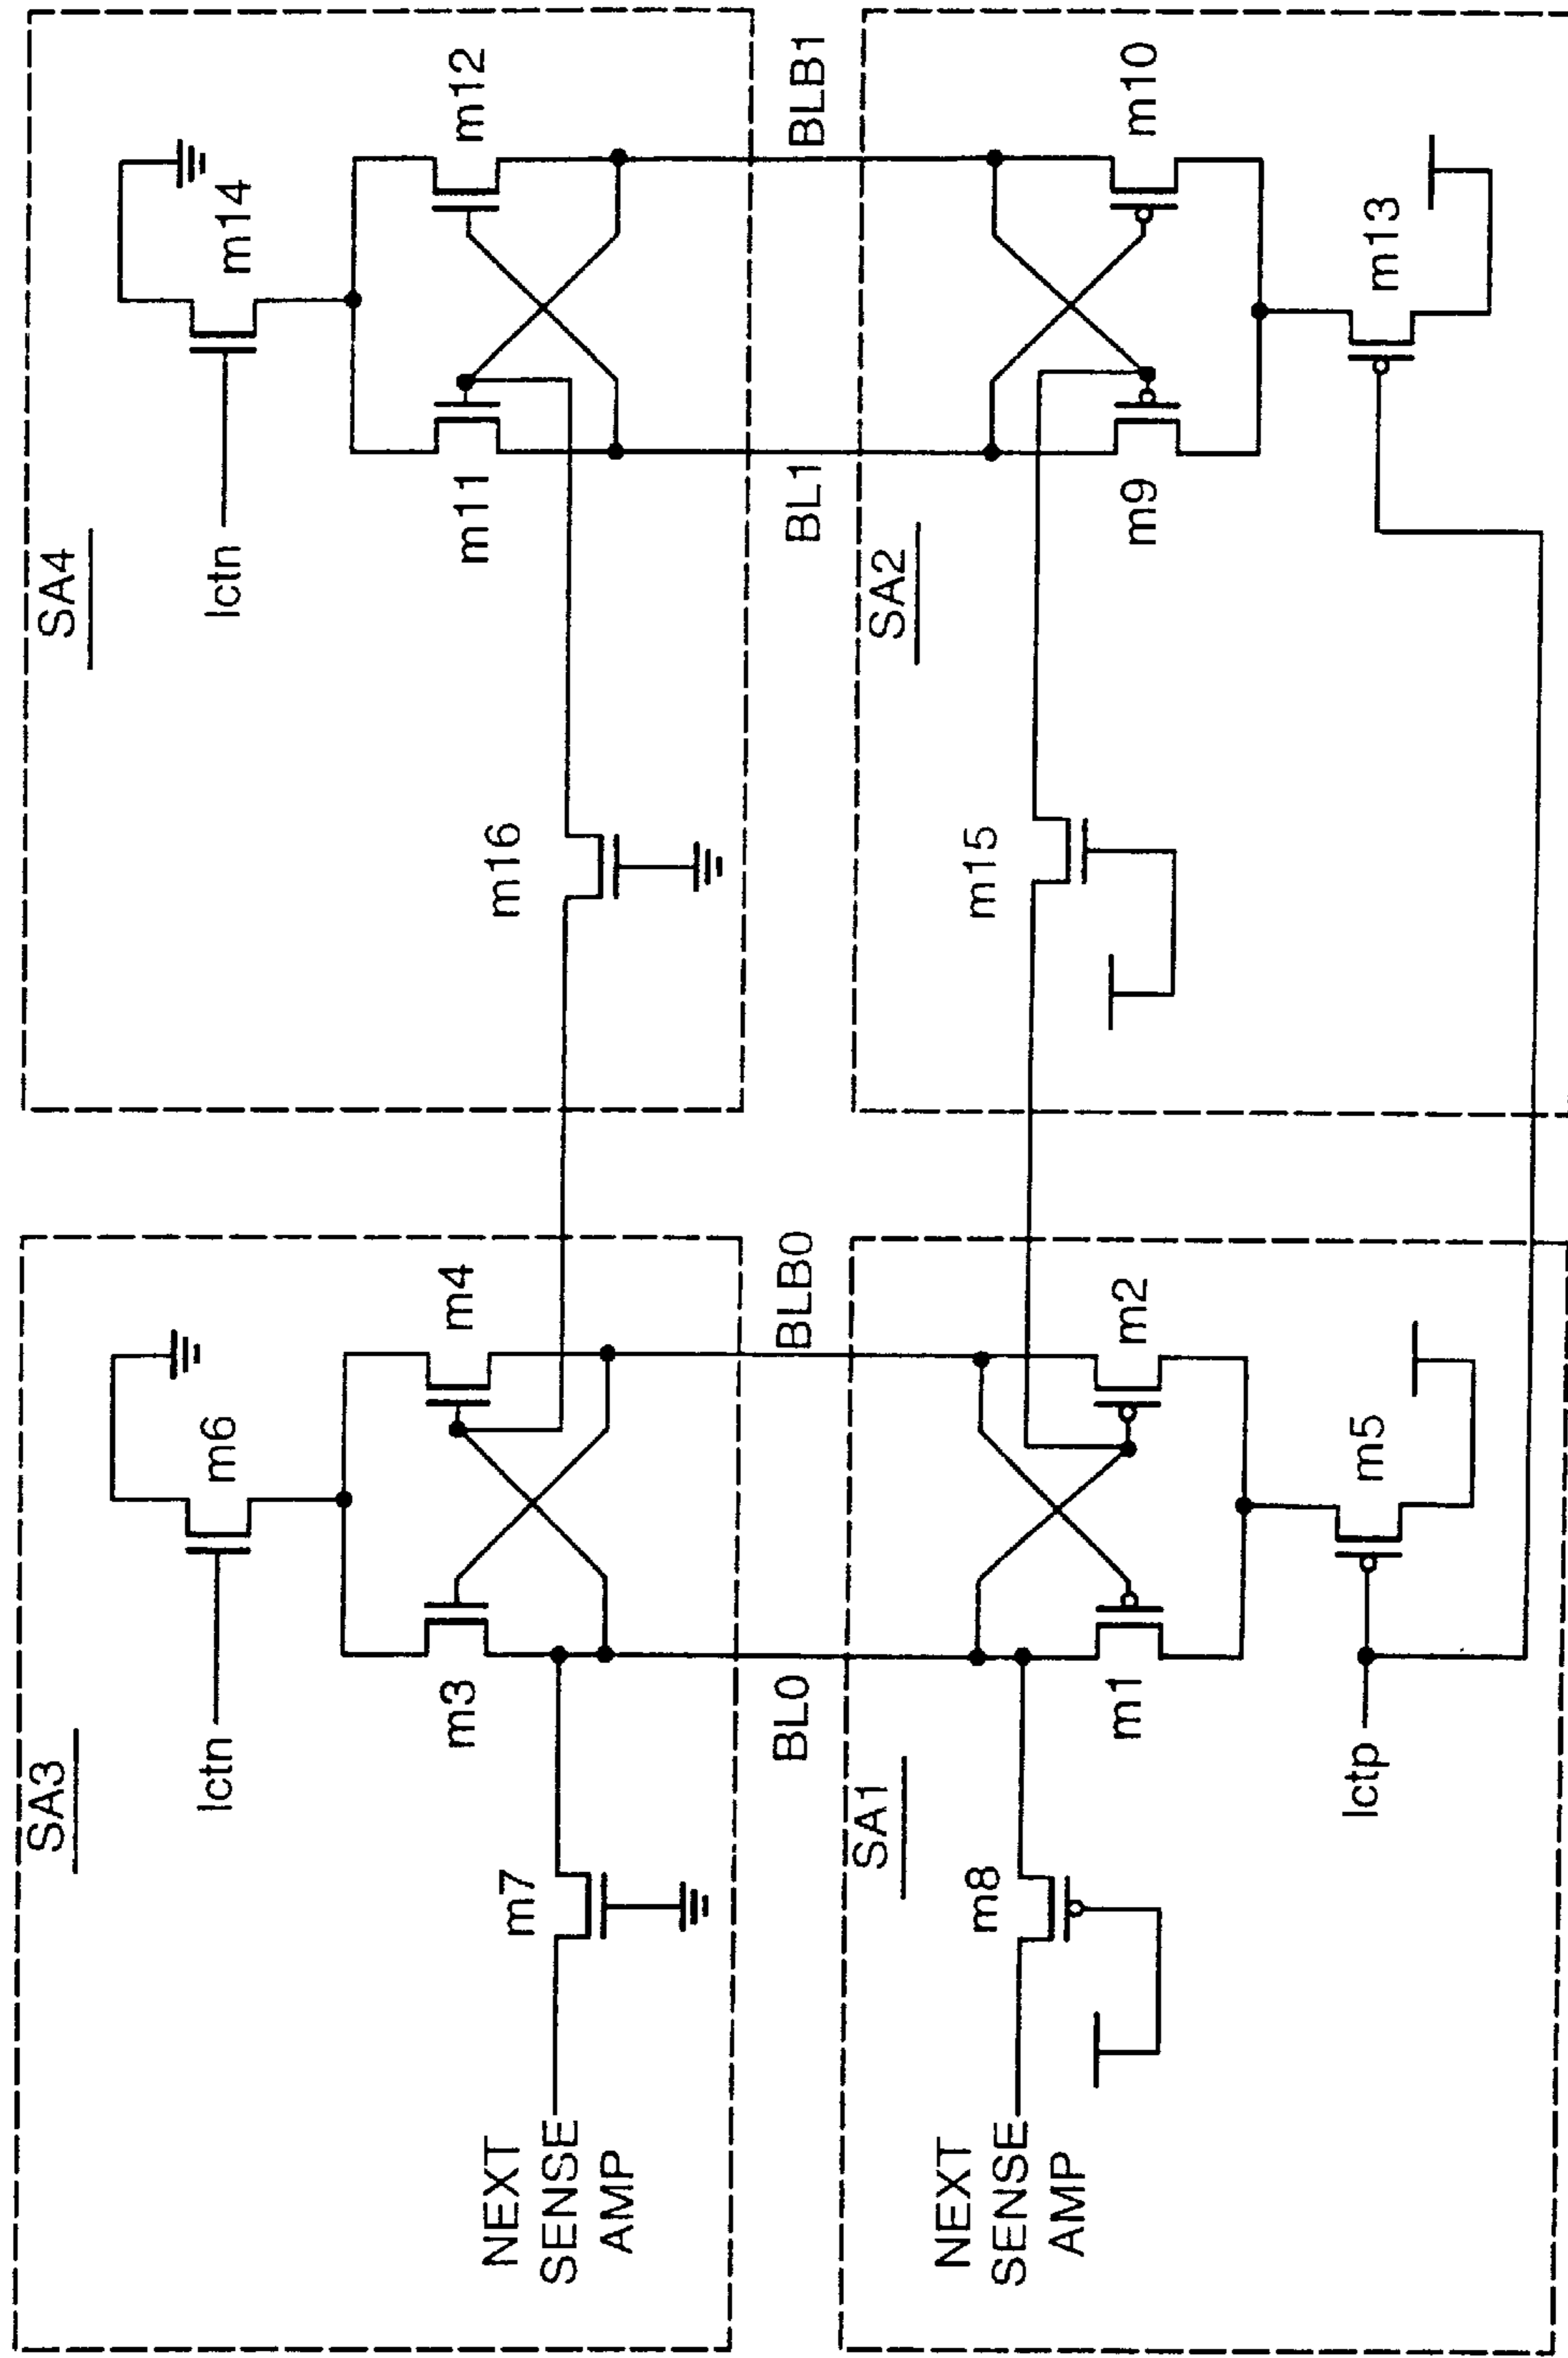 SA3
lctn
m6
m3
m4
m7
NEXT
SENSE
AMP
SA4
lctn
m14
m11
m12
m16
BL0
BLB0
BL1
BLB1
SA1
m8
NEXT
SENSE
AMP
m1
m2
lctp
m5
SA2
m15
m9
m10
m13